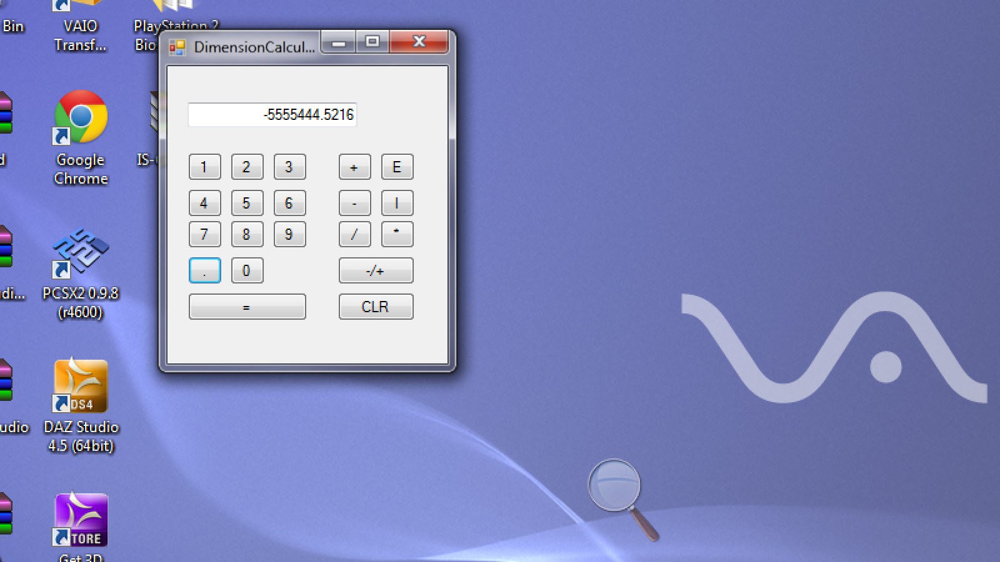 Bin
VAIO
Transf...
PlayStation 2
Bio
DimensionCalcul...
-5555444.5216
1 2 3 + E
4 5 6 - I
7 8 9 / *
. 0 -/+
= CLR
d
Google
Chrome
IS-
di...
PCSX2 0.9.8
(r4600)
DS4
udio
DAZ Studio
4.5 (64bit)
TORE
Get 3D